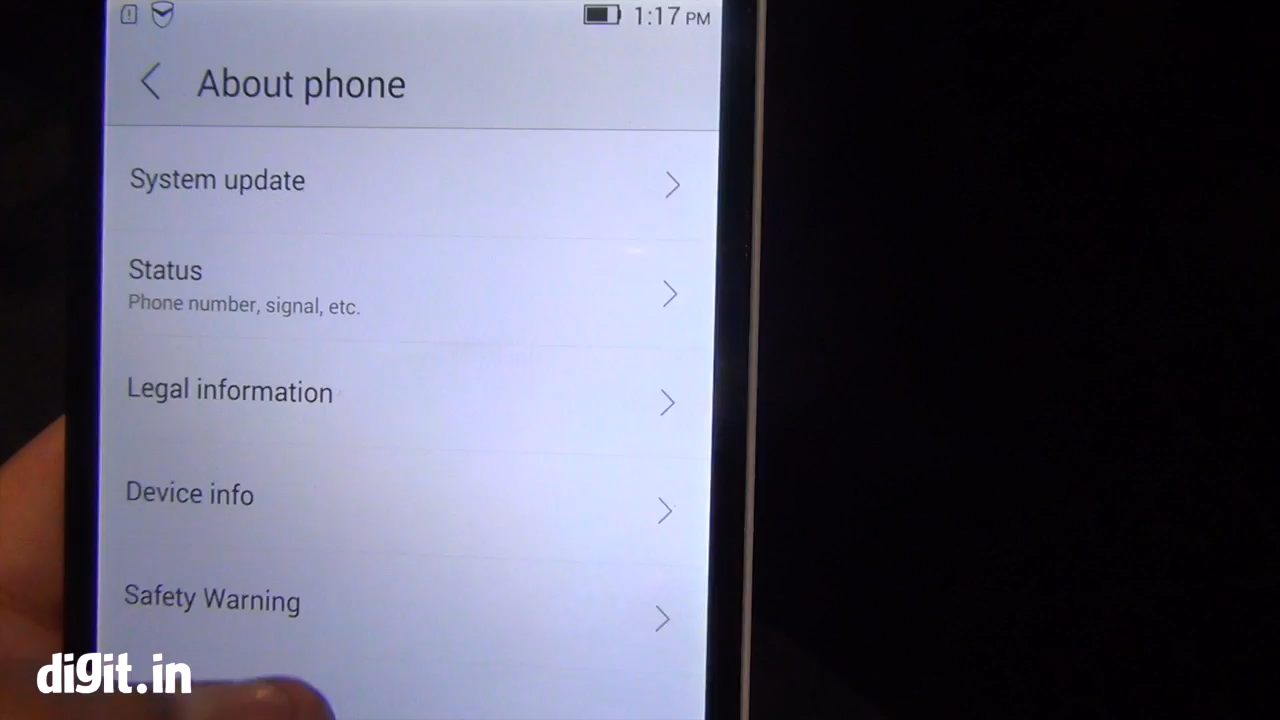 1:17 PM
About phone
System update
Status
Phone number, signal, etc.
Legal information
Device info
Safety Warning
digit.in